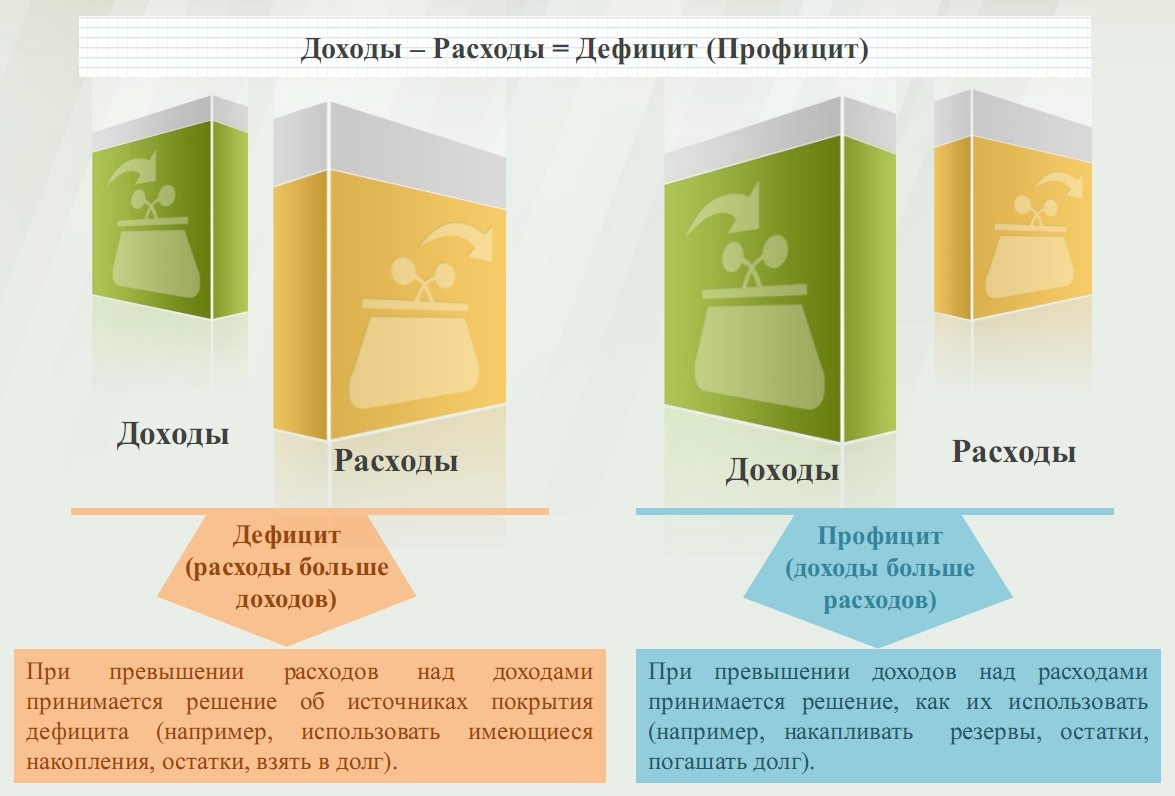 Доходы – Расходы = Дефицит (Профицит)
Доходы
Расходы
Дефицит
(расходы больше
доходов)
При превышении расходов над доходами
принимается решение об источниках покрытия
дефицита (например, использовать имеющиеся
накопления, остатки, взять в долг).
Доходы
Расходы
Профицит
(доходы больше
расходов)
При превышении доходов над расходами
принимается решение, как их использовать
(например, накапливать резервы, остатки,
погашать долг).